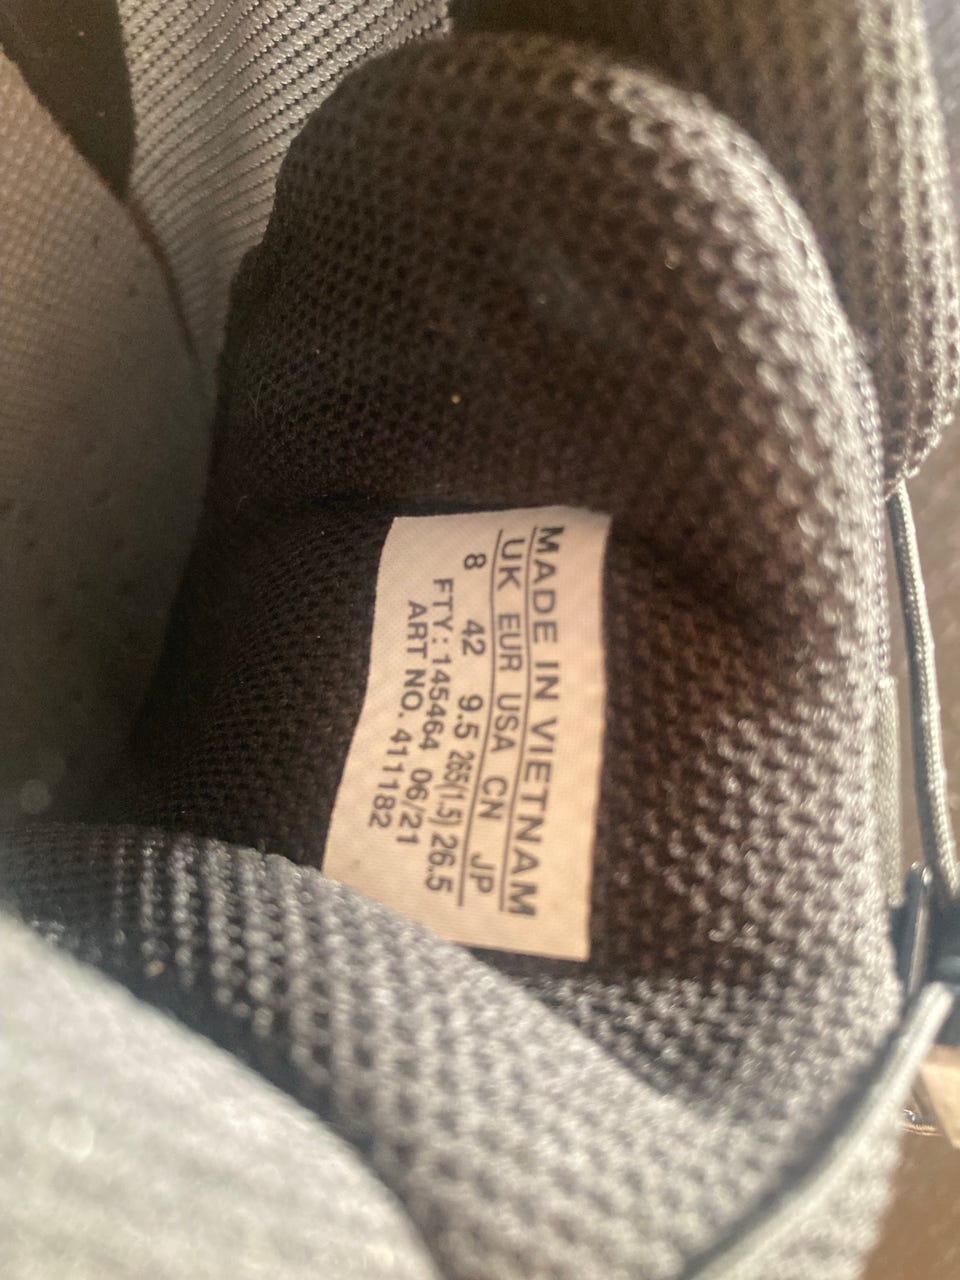 MADE IN VIETNAM
UK EUR USA CN JP
8 42 9.5 265(1.5) 26.5
FTY: 145464 06/21
ART NO. 411182